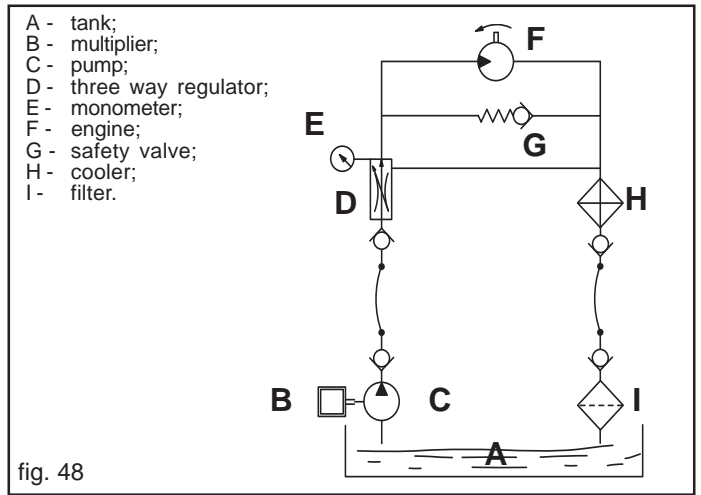 A - tank;
B - multiplier;
C - pump;
D - three way regulator;
E - monometer;
F - engine;
G - safety valve;
H - cooler;
I - filter.
F
E
G
D
H
B
C
I
A
fig. 48